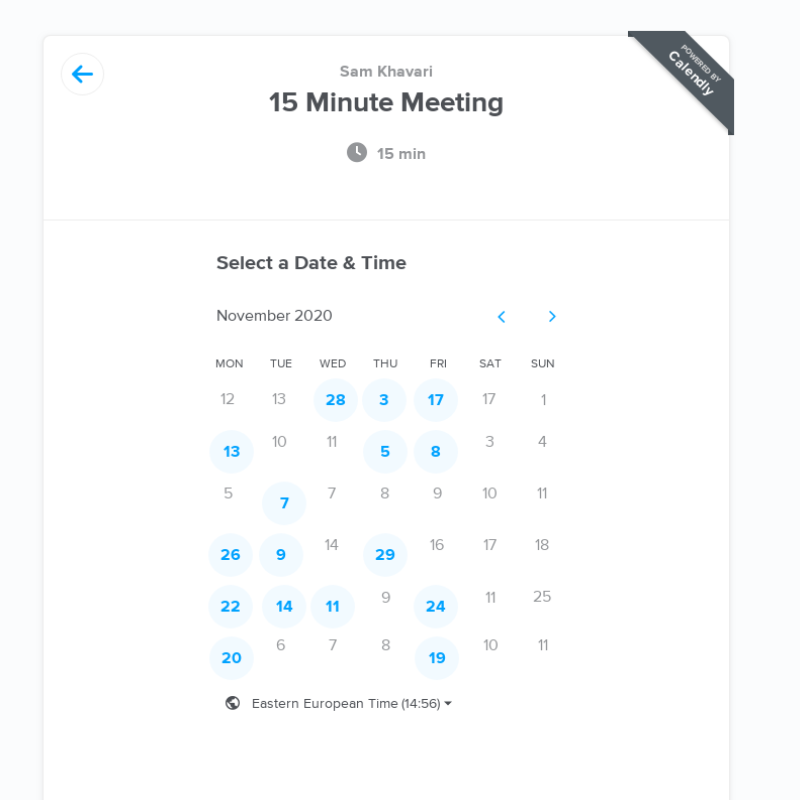 Sam Khavari
15 Minute Meeting
POWERED BY
Calendly
15 min
Select a Date & Time
November 2020
MON TUE WED THU FRI SAT SUN
12 13 28 3 17 17 1
13 10 11 5 8 3 4
5 7 7 8 9 10 11
26 9 14 29 16 17 18
22 14 11 9 24 11 25
20 6 7 8 19 10 11
Eastern European Time (14:56)